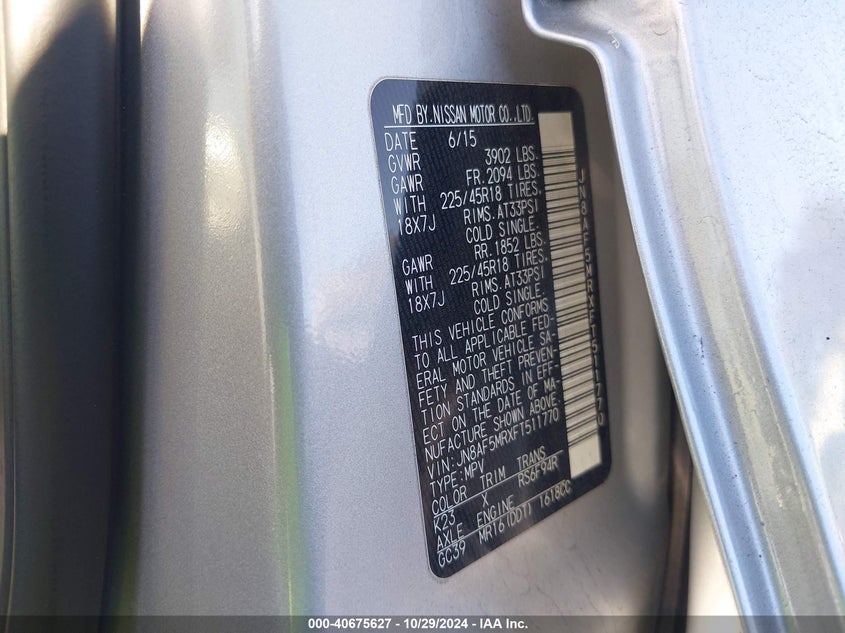 MFD BY.NISSAN MOTOR CO.,LTD.
DATE 6/15
GVWR 3902 LBS.
GAWR FR.2094 LBS.
WITH 225/45R18 TIRES.
18X7J RIMS.AT33PSI
COLD SINGLE.
GAWR RR.1852 LBS.
WITH 225/45R18 TIRES.
18X7J RIMS.AT33PSI
COLD SINGLE.
THIS VEHICLE CONFORMS
TO ALL APPLICABLE FED-
ERAL MOTOR VEHICLE SA-
FETY AND THEFT PREVEN-
TION STANDARDS IN EFF-
ECT ON THE DATE OF MA-
NUFACTURE SHOWN ABOVE.
VIN:JN8AF5MRXFT511770
TYPE:MPV
COLOR TRIM TRANS
K23 X RS6F94R
AXLE ENGINE
GC39 MR16(DDT) 1618CC
JN8AF5MRXFT511770
000-40675627 - 10/29/2024 - IAA Inc.